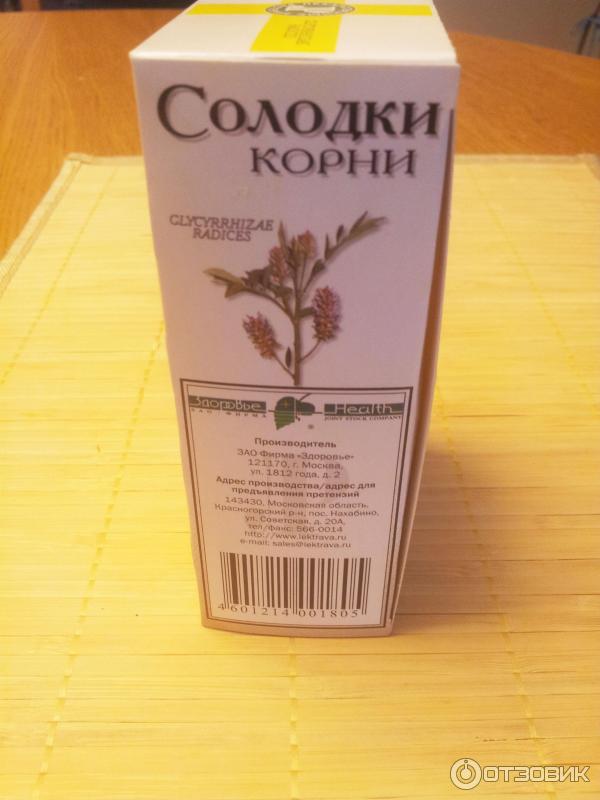 СОЛОДКИ
КОРНИ
GLYCYRRHIZAE
RADICES
Здоровье Health
ЗАО ФИРМА JOINT STOCK COMPANY
®
Производитель
ЗАО Фирма «Здоровье»
121170, г. Москва,
ул. 1812 года, д. 2
Адрес производства/адрес для
предъявления претензий
143430, Московская область,
Красногорский р-н, пос. Нахабино,
ул. Советская, д. 20А,
тел/факс: 566-0014
http://www.lektrava.ru
e-mail: sales@lektrava.ru
4 601214 001805
ОТЗОВИК